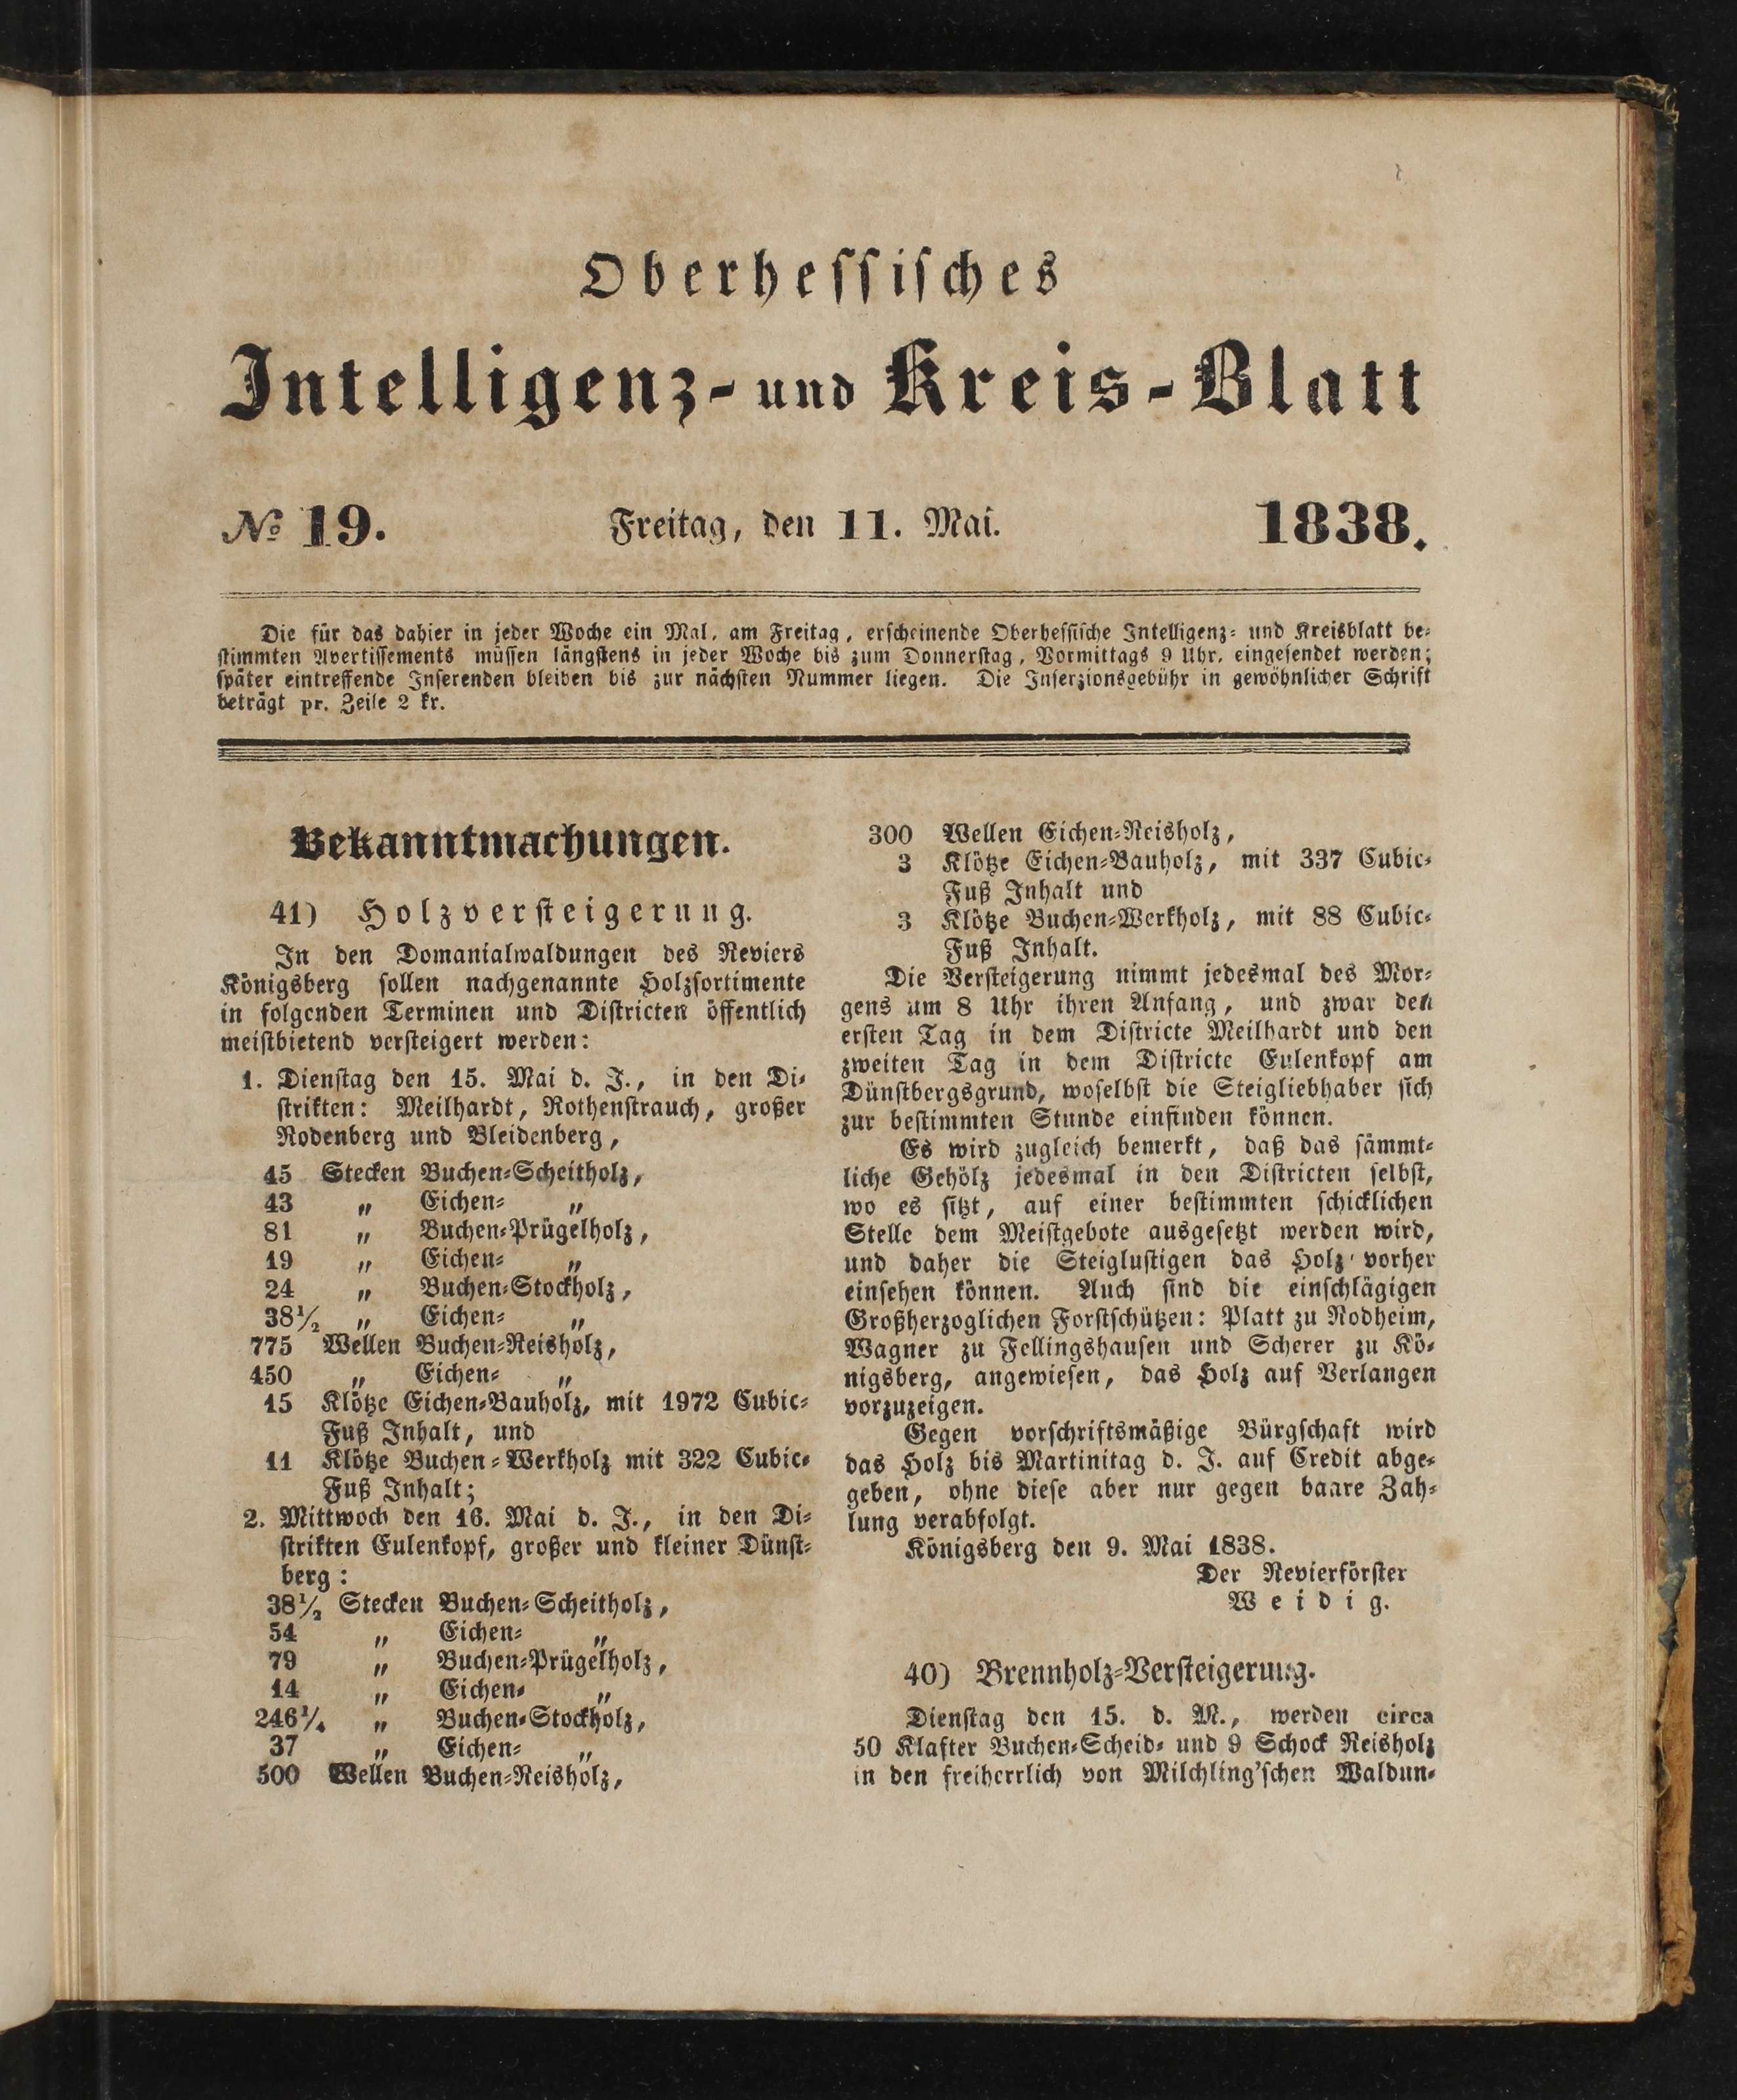 Oberhessisches
Intelligenz- und Kreis-Blatt
№ 19. Freitag, den 11. Mai. 1838.
Die für das dahier in jeder Woche ein Mal, am Freitag, erscheinende Oberhessische Intelligenz- und Kreisblatt be-
stimmten Avertissements müssen längstens in jeder Woche bis zum Donnerstag, Vormittags 9 Uhr, eingesendet werden;
später eintreffende Inserenden bleiben bis zur nächsten Nummer liegen. Die Inserzionsgebühr in gewöhnlicher Schrift
beträgt pr. Zeile 2 kr.
Bekanntmachungen.
41) Holzversteigerung.
In den Domanialwaldungen des Reviers
Königsberg sollen nachgenannte Holzsortimente
in folgenden Terminen und Districten öffentlich
meistbietend versteigert werden:
1. Dienstag den 15. Mai d. J., in den Di-
strikten: Meilhardt, Rothenstrauch, großer
Rodenberg und Bleidenberg,
45 Stecken Buchen-Scheitholz,
43 „ Eichen- „
81 „ Buchen-Prügelholz,
19 „ Eichen- „
24 „ Buchen-Stockholz,
38½ „ Eichen- „
775 Wellen Buchen-Reisholz,
450 „ Eichen- „
15 Klötze Eichen-Bauholz, mit 1972 Cubic-
Fuß Inhalt, und
11 Klötze Buchen-Werkholz mit 322 Cubic-
Fuß Inhalt;
2. Mittwoch den 16. Mai d. J., in den Di-
strikten Eulenkopf, großer und kleiner Dünst-
berg:
38½ Stecken Buchen-Scheitholz,
54 „ Eichen- „
79 „ Buchen-Prügelholz,
14 „ Eichen- „
246¼ „ Buchen-Stockholz,
37 „ Eichen- „
500 Wellen Buchen-Reisholz,
300 Wellen Eichen-Reisholz,
3 Klötze Eichen-Bauholz, mit 337 Cubic-
Fuß Inhalt und
3 Klötze Buchen-Werkholz, mit 88 Cubic-
Fuß Inhalt.
Die Versteigerung nimmt jedesmal des Mor-
gens um 8 Uhr ihren Anfang, und zwar den
ersten Tag in dem Districte Meilhardt und den
zweiten Tag in dem Districte Eulenkopf am
Dünstbergsgrund, woselbst die Steigliebhaber sich
zur bestimmten Stunde einfinden können.
Es wird zugleich bemerkt, daß das sämmt-
liche Gehölz jedesmal in den Districten selbst,
wo es sitzt, auf einer bestimmten schicklichen
Stelle dem Meistgebote ausgesetzt werden wird,
und daher die Steiglustigen das Holz vorher
einsehen können. Auch sind die einschlägigen
Großherzoglichen Forstschützen: Platt zu Rodheim,
Wagner zu Fellingshausen und Scherer zu Kö-
nigsberg, angewiesen, das Holz auf Verlangen
vorzuzeigen.
Gegen vorschriftsmäßige Bürgschaft wird
das Holz bis Martinitag d. J. auf Credit abge-
geben, ohne diese aber nur gegen baare Zah-
lung verabfolgt.
Königsberg den 9. Mai 1838.
Der Revierförster
Weidig.
40) Brennholz-Versteigerung.
Dienstag den 15. d. M., werden circa
50 Klafter Buchen-Scheid- und 9 Schock Reisholz
in den freiherrlich von Milchling'schen Waldun-